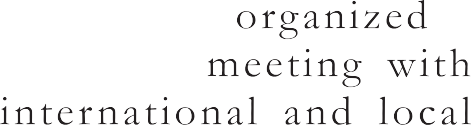 organized
meeting with
international and local